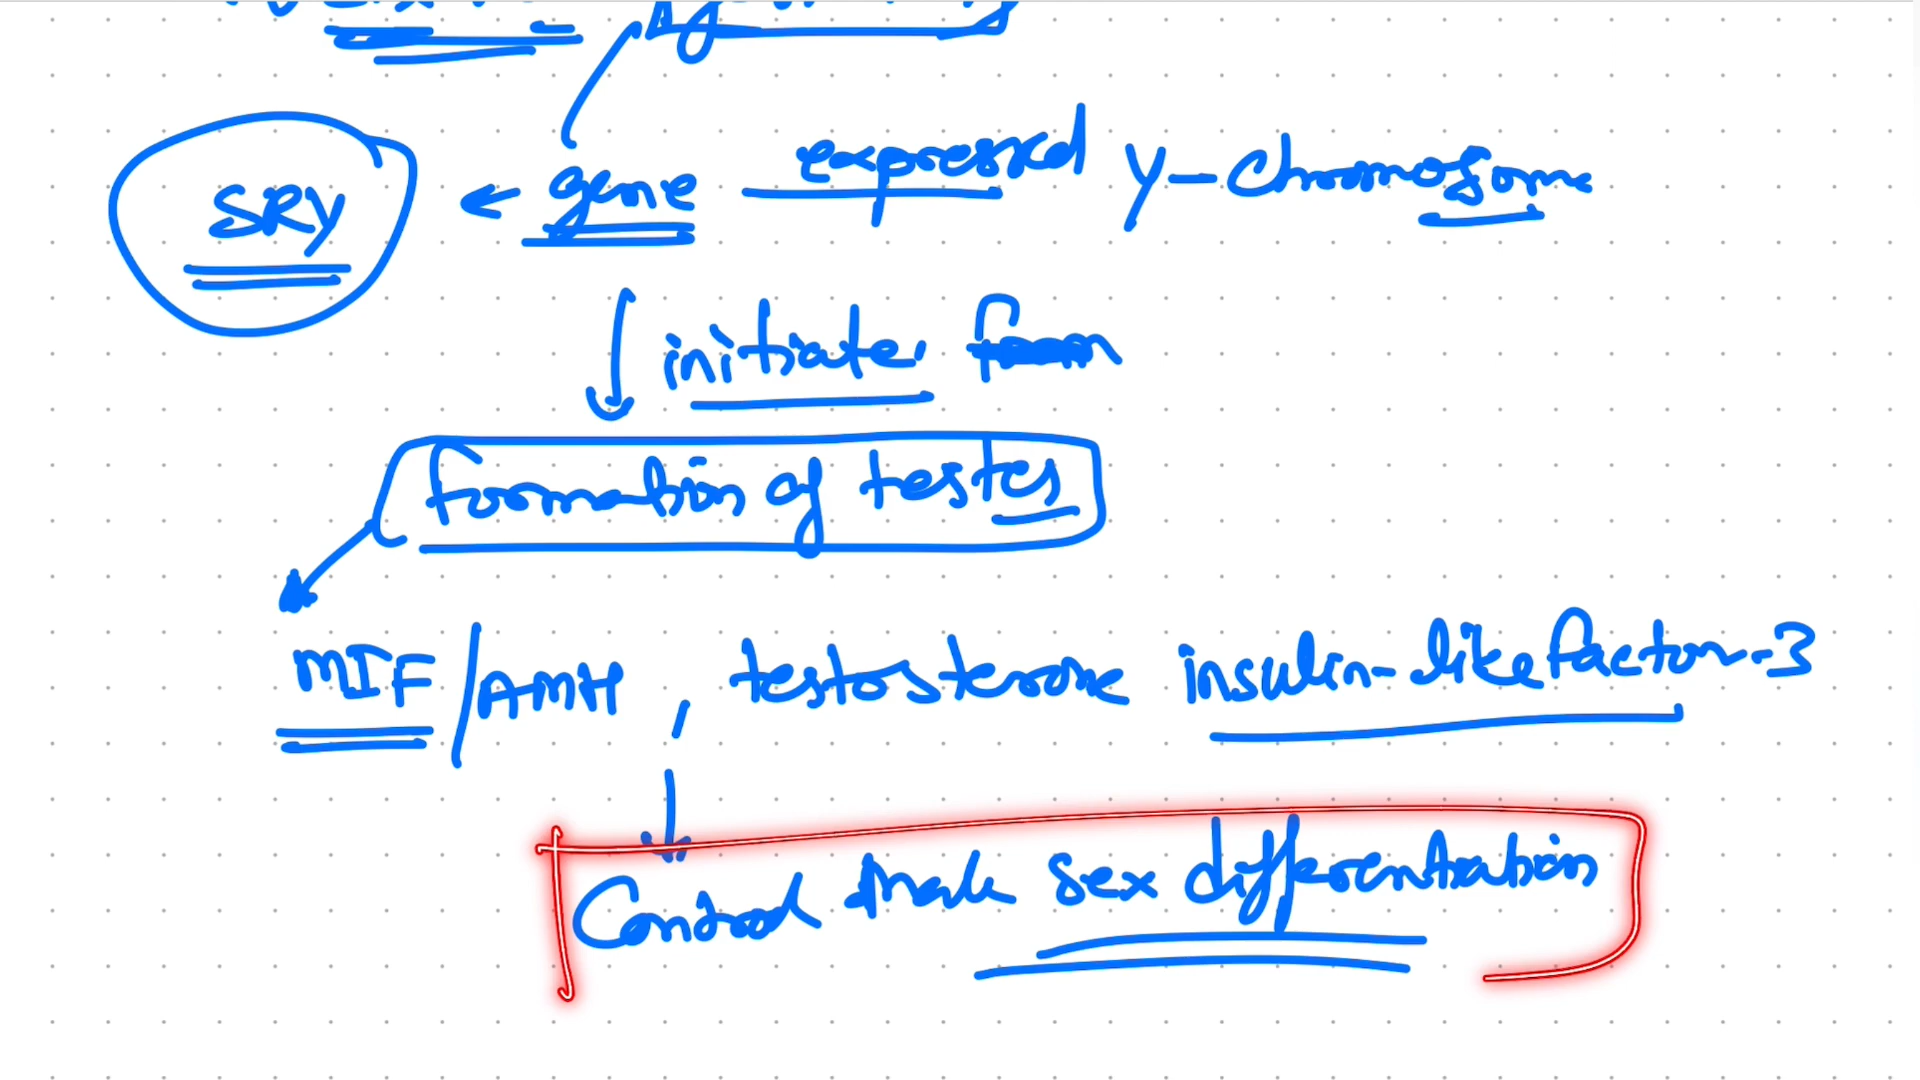 SRY ← gene expressed Y-chromosome
initiate
formation of testes
MIF/AMH, testosterone insulin-like factor-3
Control male sex differentiation